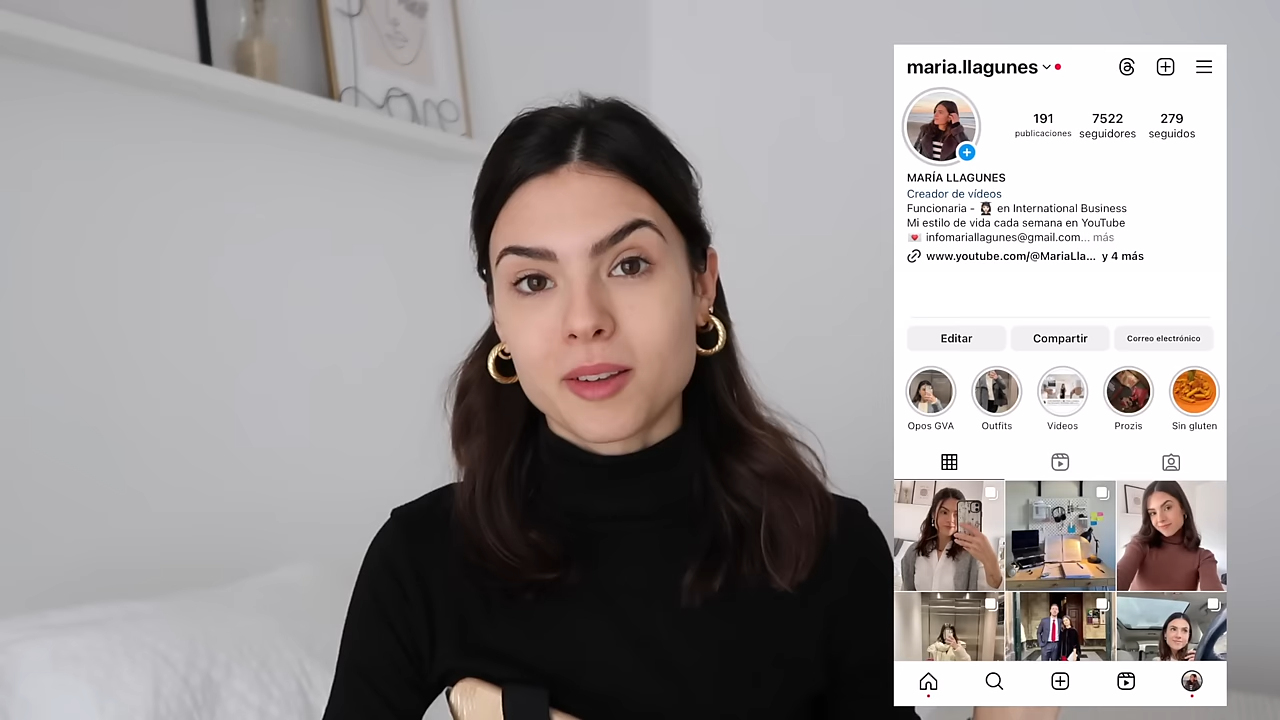 maria.llagunes
191 7522 279
publicaciones seguidores seguidos
MARÍA LLAGUNES
Creador de vídeos
Funcionaria - 👩🏻‍🎓 en International Business
Mi estilo de vida cada semana en YouTube
💌 infomariallagunes@gmail.com... más
www.youtube.com/@MariaLla... y 4 más
Editar Compartir Correo electrónico
Opos GVA Outfits Videos Prozis Sin gluten